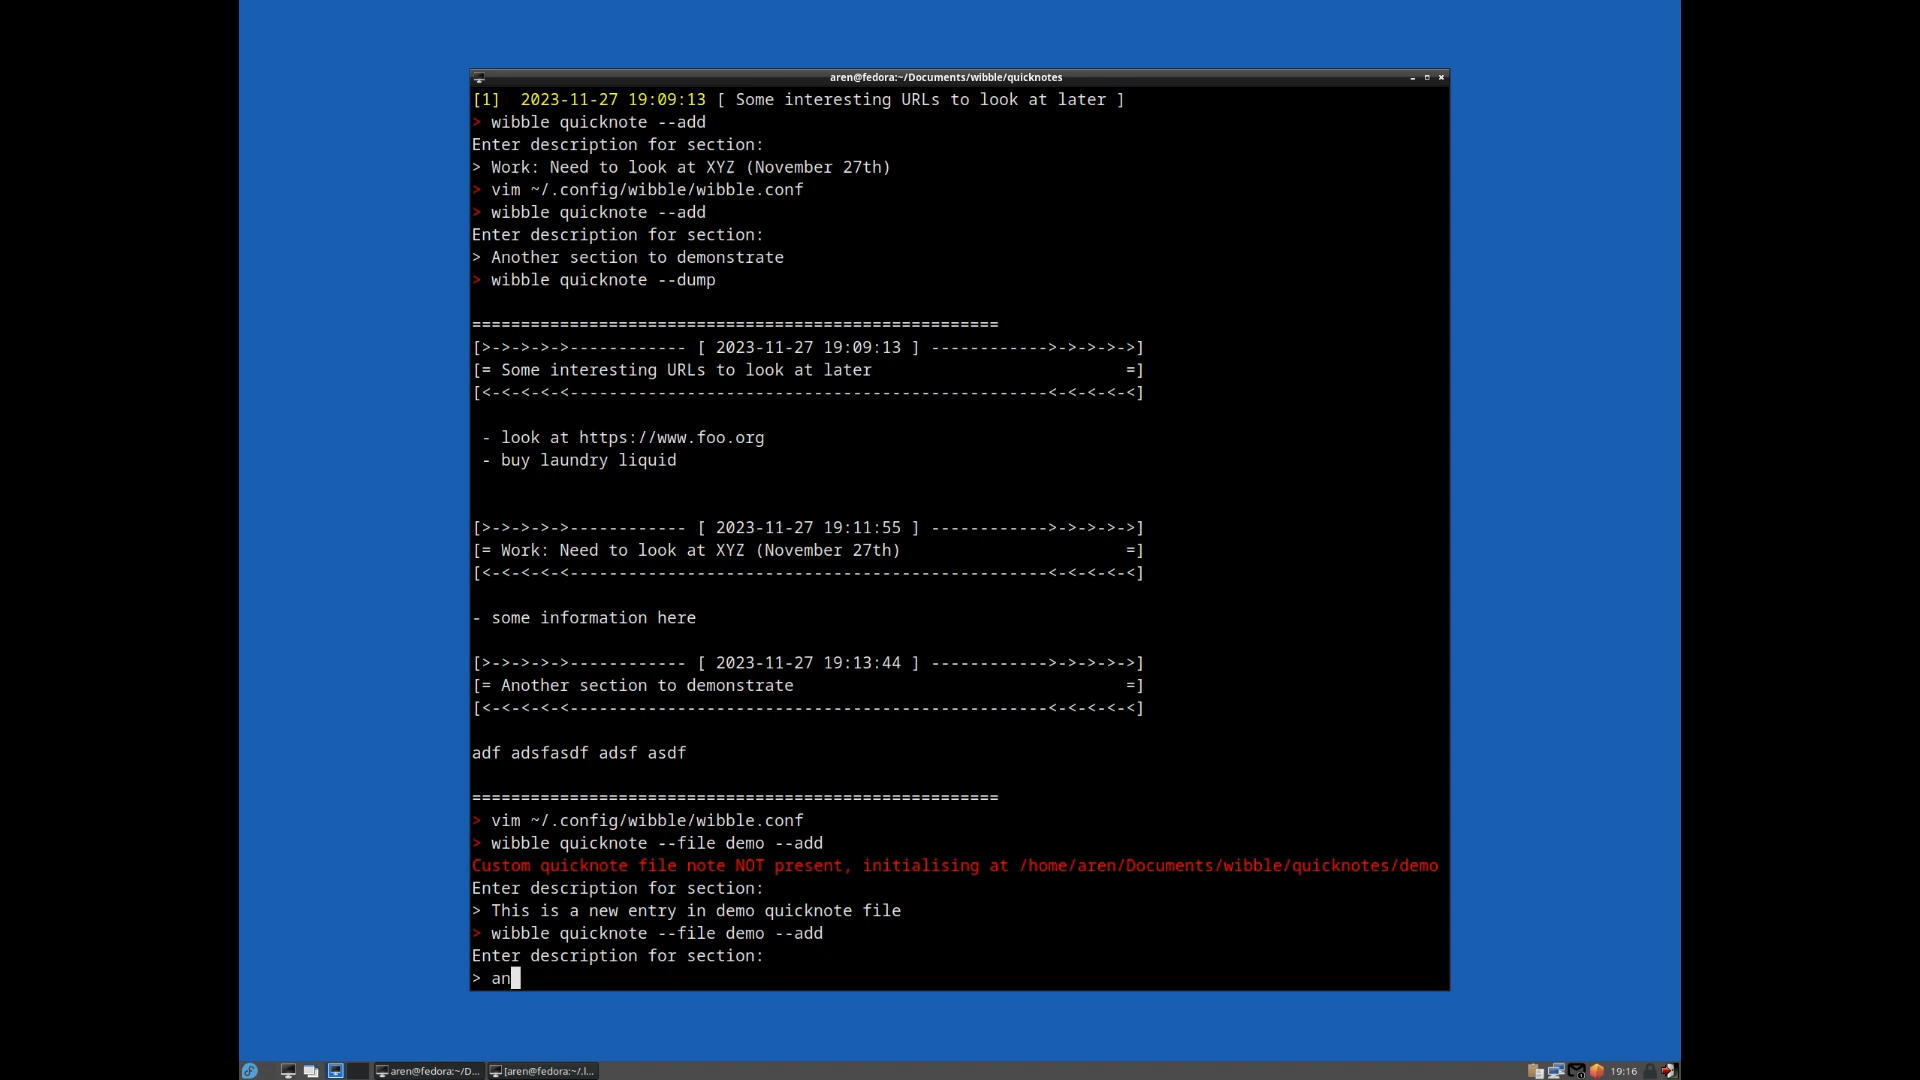 aren@fedora:~/Documents/wibble/quicknotes
[1]  2023-11-27 19:09:13 [ Some interesting URLs to look at later ]
> wibble quicknote --add
Enter description for section:
> Work: Need to look at XYZ (November 27th)
> vim ~/.config/wibble/wibble.conf
> wibble quicknote --add
Enter description for section:
> Another section to demonstrate
> wibble quicknote --dump
======================================================
[>->->->->------------ [ 2023-11-27 19:09:13 ] ------------>->->->->]
[= Some interesting URLs to look at later                          =]
[<-<-<-<-<-------------------------------------------------<-<-<-<-<]
 - look at https://www.foo.org
 - buy laundry liquid
[>->->->->------------ [ 2023-11-27 19:11:55 ] ------------>->->->->]
[= Work: Need to look at XYZ (November 27th)                       =]
[<-<-<-<-<-------------------------------------------------<-<-<-<-<]
- some information here
[>->->->->------------ [ 2023-11-27 19:13:44 ] ------------>->->->->]
[= Another section to demonstrate                                  =]
[<-<-<-<-<-------------------------------------------------<-<-<-<-<]
adf adsfasdf adsf asdf
======================================================
> vim ~/.config/wibble/wibble.conf
> wibble quicknote --file demo --add
Custom quicknote file note NOT present, initialising at /home/aren/Documents/wibble/quicknotes/demo
Enter description for section:
> This is a new entry in demo quicknote file
> wibble quicknote --file demo --add
Enter description for section:
> an
aren@fedora:~/D...
[aren@fedora:~/.l...
19:16